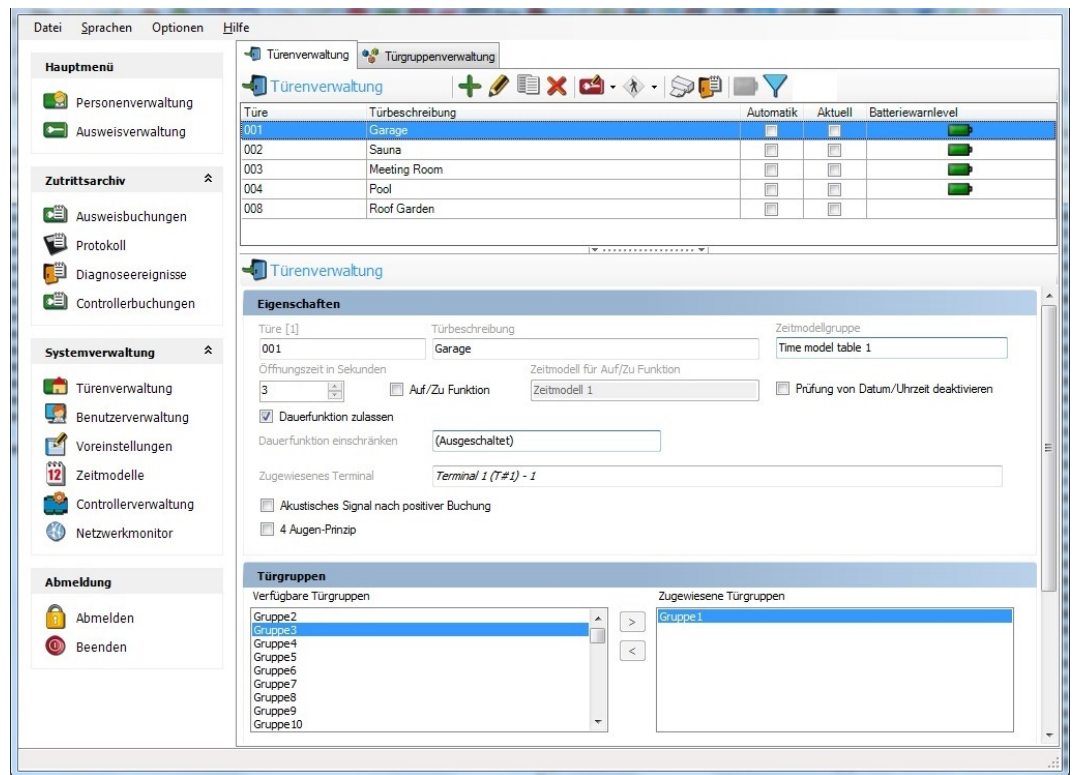 Datei Sprachen Optionen Hilfe
Hauptmenü
Personenverwaltung
Ausweisverwaltung
Zutrittsarchiv
Ausweisbuchungen
Protokoll
Diagnoseereignisse
Controllerbuchungen
Systemverwaltung
Türenverwaltung
Benutzerverwaltung
Voreinstellungen
12 Zeitmodelle
Controllerverwaltung
Netzwerkmonitor
Abmeldung
Abmelden
Beenden
Türenverwaltung Türgruppenverwaltung
Türenverwaltung
Türe Türbeschreibung Automatik Aktuell Batteriewarnlevel
001 Garage
002 Sauna
003 Meeting Room
004 Pool
008 Roof Garden
Türenverwaltung
Eigenschaften
Türe [1] Türbeschreibung Zeitmodellgruppe
001 Garage Time model table 1
Öffnungszeit in Sekunden Zeitmodell für Auf/Zu Funktion
3 Auf/Zu Funktion Zeitmodell 1 Prüfung von Datum/Uhrzeit deaktivieren
Dauerfunktion zulassen
Dauerfunktion einschränken (Ausgeschaltet)
Zugewiesenes Terminal Terminal 1 (T#1) - 1
Akustisches Signal nach positiver Buchung
4 Augen-Prinzip
Türgruppen
Verfügbare Türgruppen Zugewiesene Türgruppen
Gruppe2 > Gruppe1
Gruppe3
Gruppe4
Gruppe5 <
Gruppe6
Gruppe7
Gruppe8
Gruppe9
Gruppe10